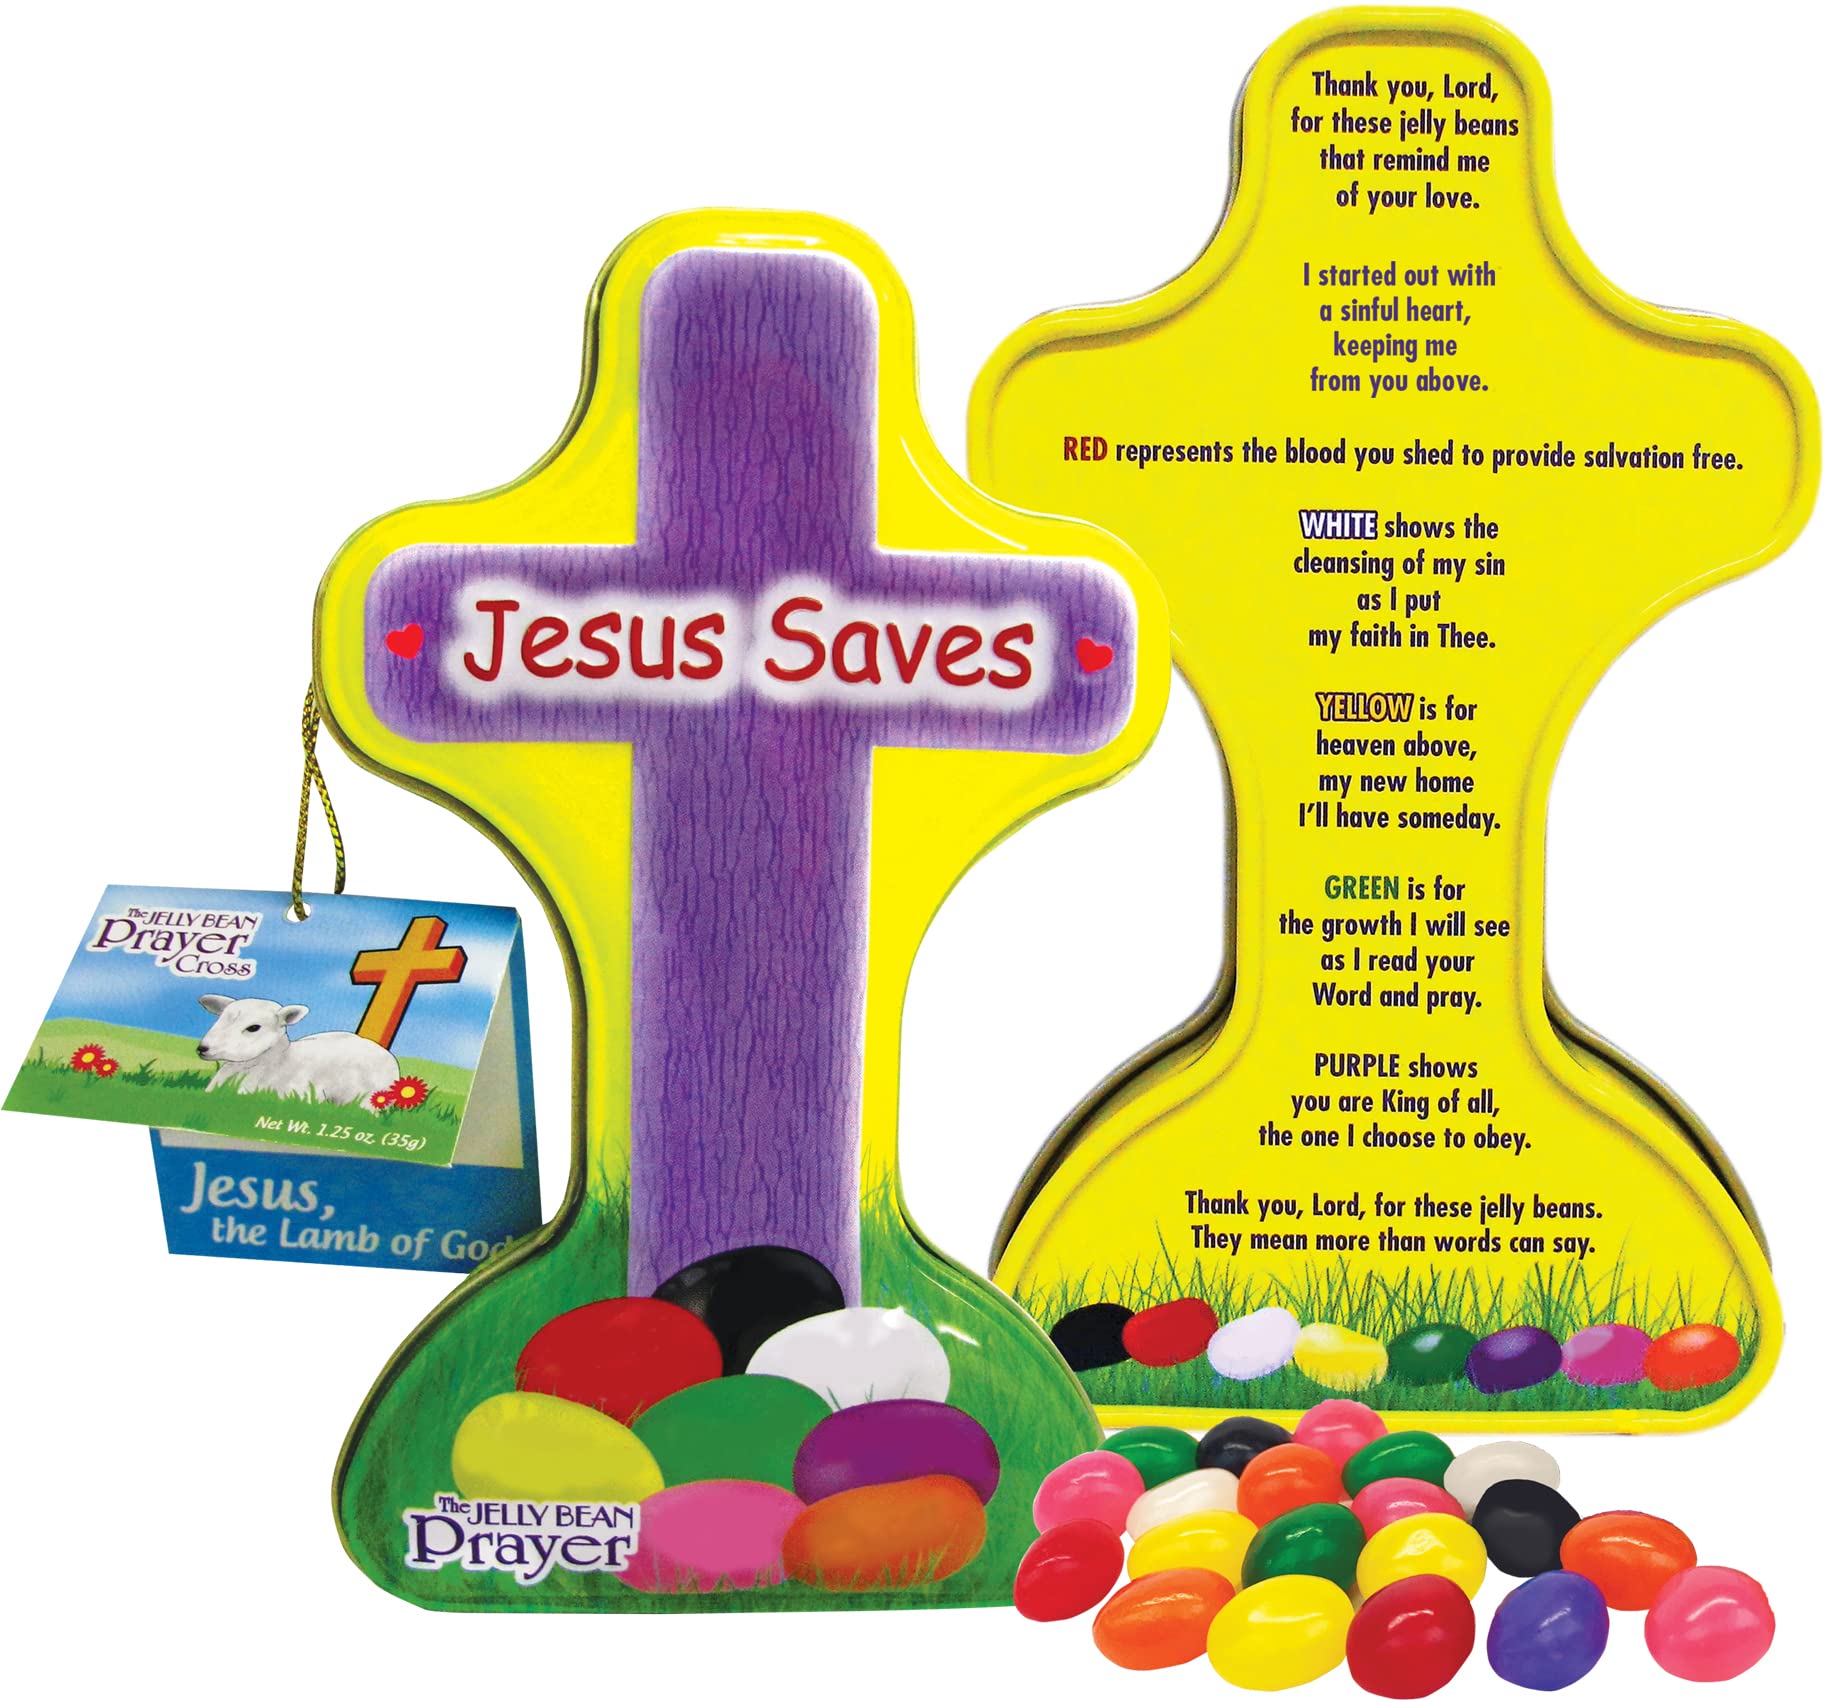 Jesus Saves
The JELLY BEAN
Prayer
The JELLY BEAN
Prayer
Cross
Net Wt. 1.25 oz. (35g)
Jesus,
the Lamb of God
Thank you, Lord,
for these jelly beans
that remind me
of your love.
I started out with
a sinful heart,
keeping me
from you above.
RED represents the blood you shed to provide salvation free.
WHITE shows the
cleansing of my sin
as I put
my faith in Thee.
YELLOW is for
heaven above,
my new home
I'll have someday.
GREEN is for
the growth I will see
as I read your
Word and pray.
PURPLE shows
you are King of all,
the one I choose to obey.
Thank you, Lord, for these jelly beans.
They mean more than words can say.